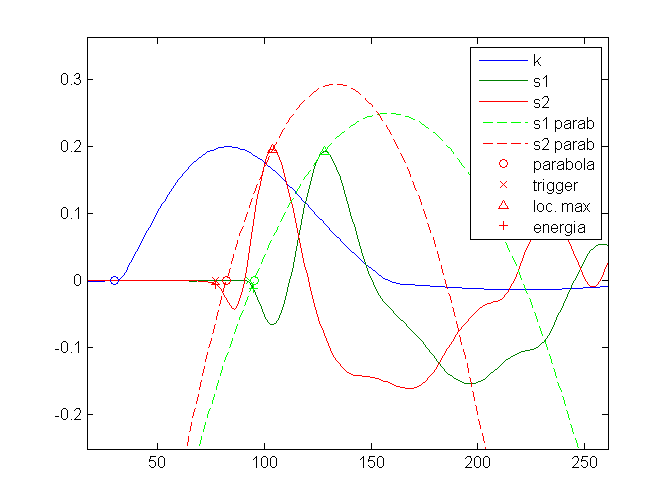 0.3
0.2
0.1
0
-0.1
-0.2
50
100
150
200
250
k
s1
s2
s1 parab
s2 parab
parabola
trigger
loc. max
energia